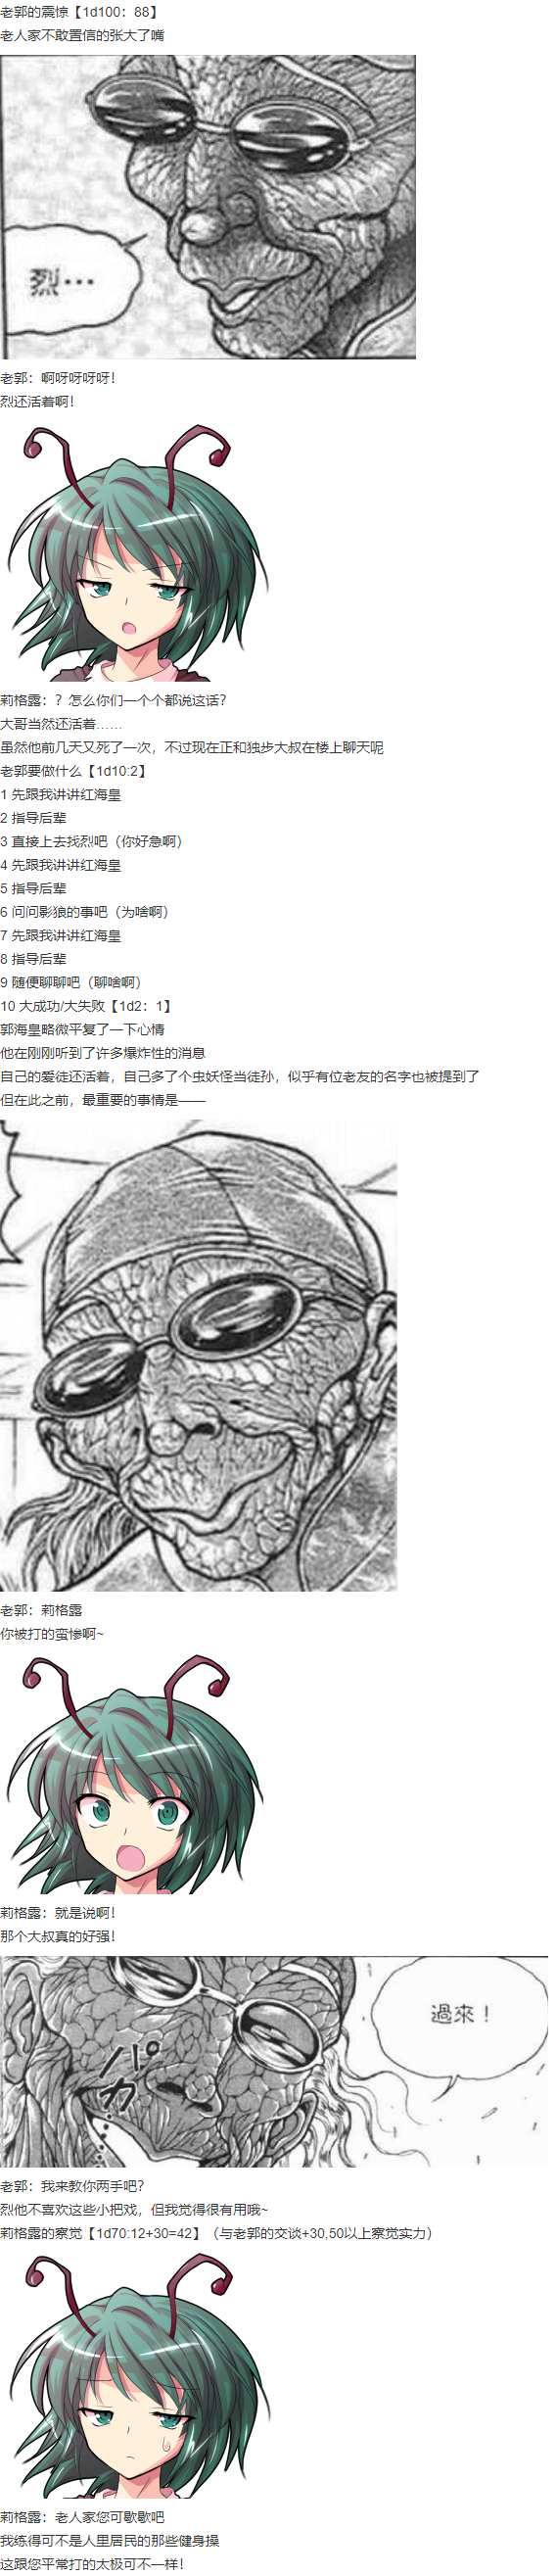 老郭的震惊【1d100：88】
老人家不敢置信的张大了嘴
烈…
老郭：啊呀呀呀呀！
烈还活着啊！
莉格露：？怎么你们一个个都说这话？
大哥当然还活着……
虽然他前几天又死了一次，不过现在正和独步大叔在楼上聊天呢
老郭要做什么【1d10:2】
1 先跟我讲讲红海皇
2 指导后辈
3 直接上去找烈吧（你好急啊）
4 先跟我讲讲红海皇
5 指导后辈
6 问问影狼的事吧（为啥啊）
7 先跟我讲讲红海皇
8 指导后辈
9 随便聊聊吧（聊啥啊）
10 大成功/大失败【1d2：1】
郭海皇略微平复了一下心情
他在刚刚听到了许多爆炸性的消息
自己的爱徒还活着，自己多了个虫妖怪当徒孙，似乎有位老友的名字也被提到了
但在此之前，最重要的事情是——
老郭：莉格露
你被打的蛮惨啊~
莉格露：就是说啊！
那个大叔真的好强！
過來！
パカ
老郭：我来教你两手吧？
烈他不喜欢这些小把戏，但我觉得很有用哦~
莉格露的察觉【1d70:12+30=42】（与老郭的交谈+30,50以上察觉实力）
莉格露：老人家您可歇歇吧
我练得可不是人里居民的那些健身操
这跟您平常打的太极可不一样！